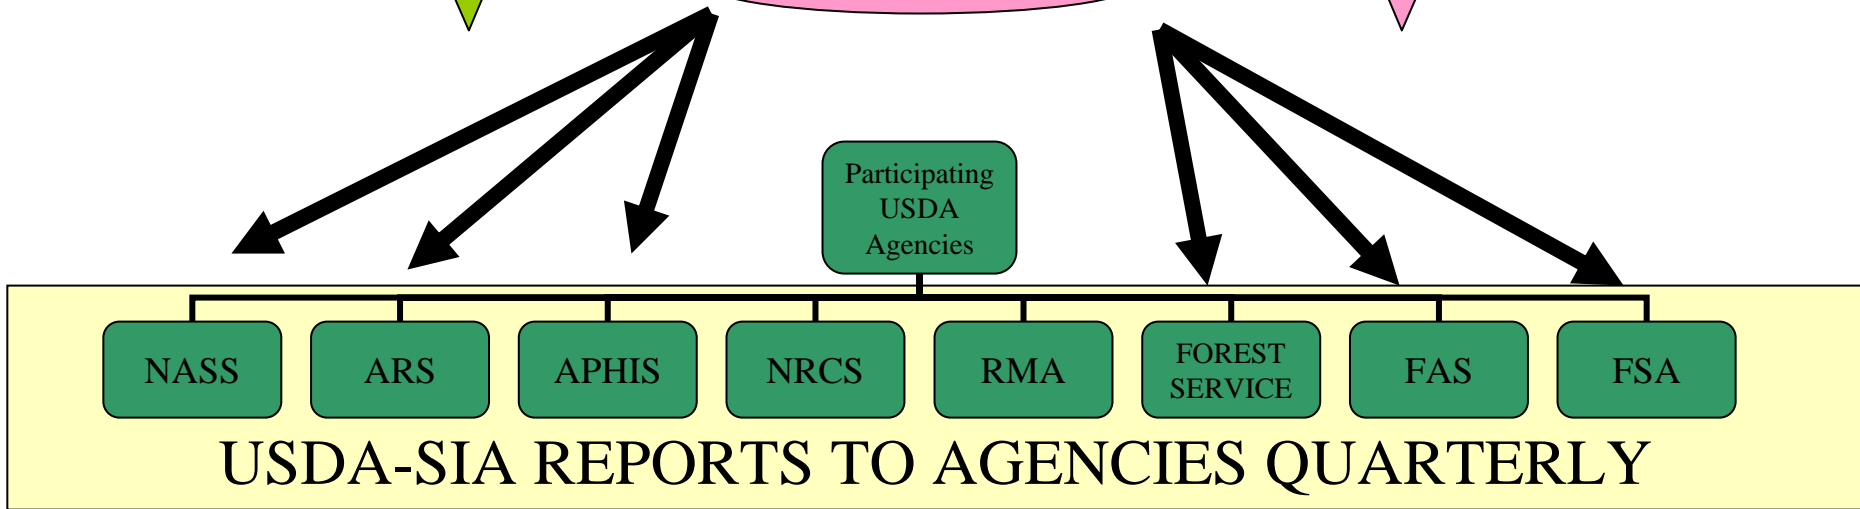 Participating
USDA
Agencies
NASS
ARS
APHIS
NRCS
RMA
FOREST
SERVICE
FAS
FSA
USDA-SIA REPORTS TO AGENCIES QUARTERLY